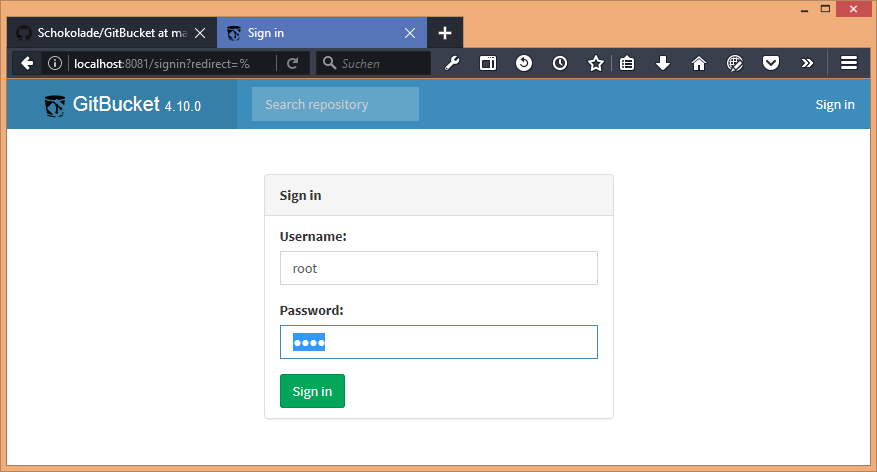 Schokolade/GitBucket at ma
Sign in
localhost:8081/signin?redirect=%
Suchen
GitBucket 4.10.0
Search repository
Sign in
Sign in
Username:
root
Password:
Sign in